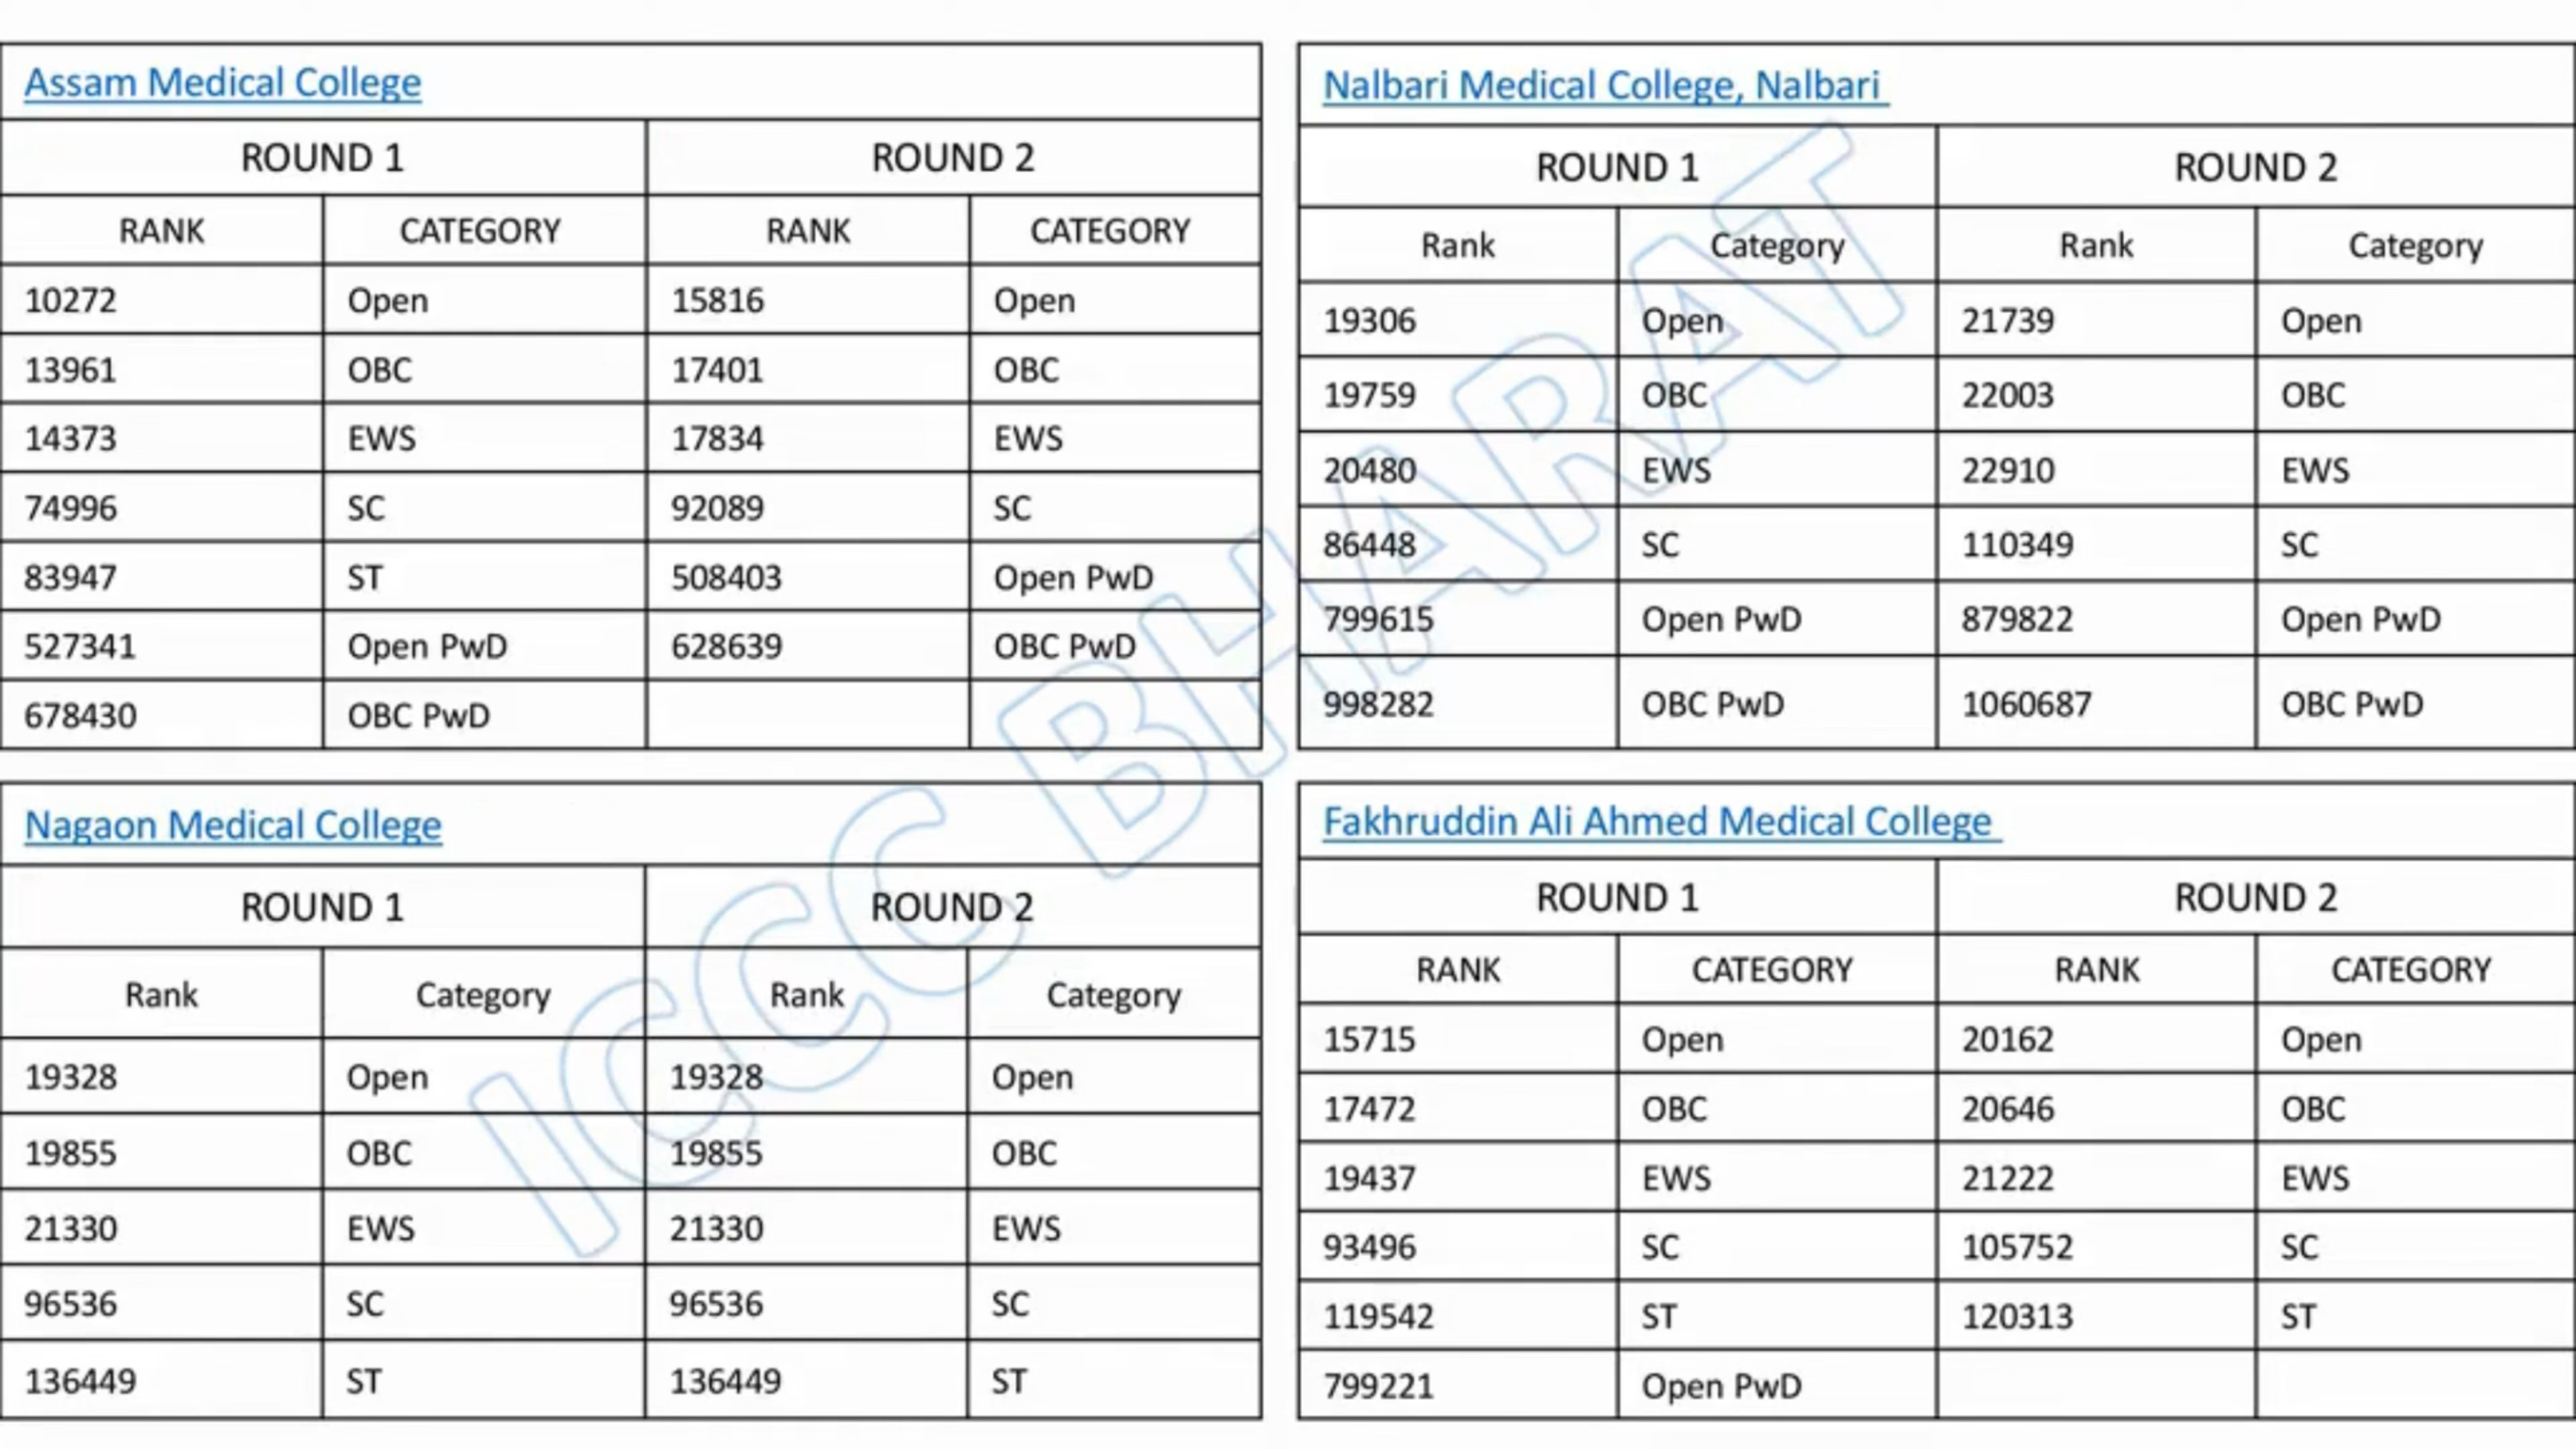 Assam Medical College
ROUND 1 ROUND 2
RANK CATEGORY RANK CATEGORY
10272 Open 15816 Open
13961 OBC 17401 OBC
14373 EWS 17834 EWS
74996 SC 92089 SC
83947 ST 508403 Open PwD
527341 Open PwD 628639 OBC PwD
678430 OBC PwD
Nalbari Medical College, Nalbari
ROUND 1 ROUND 2
Rank Category Rank Category
19306 Open 21739 Open
19759 OBC 22003 OBC
20480 EWS 22910 EWS
86448 SC 110349 SC
799615 Open PwD 879822 Open PwD
998282 OBC PwD 1060687 OBC PwD
Nagaon Medical College
ROUND 1 ROUND 2
Rank Category Rank Category
19328 Open 19328 Open
19855 OBC 19855 OBC
21330 EWS 21330 EWS
96536 SC 96536 SC
136449 ST 136449 ST
Fakhruddin Ali Ahmed Medical College
ROUND 1 ROUND 2
RANK CATEGORY RANK CATEGORY
15715 Open 20162 Open
17472 OBC 20646 OBC
19437 EWS 21222 EWS
93496 SC 105752 SC
119542 ST 120313 ST
799221 Open PwD
ICCC BHARAT